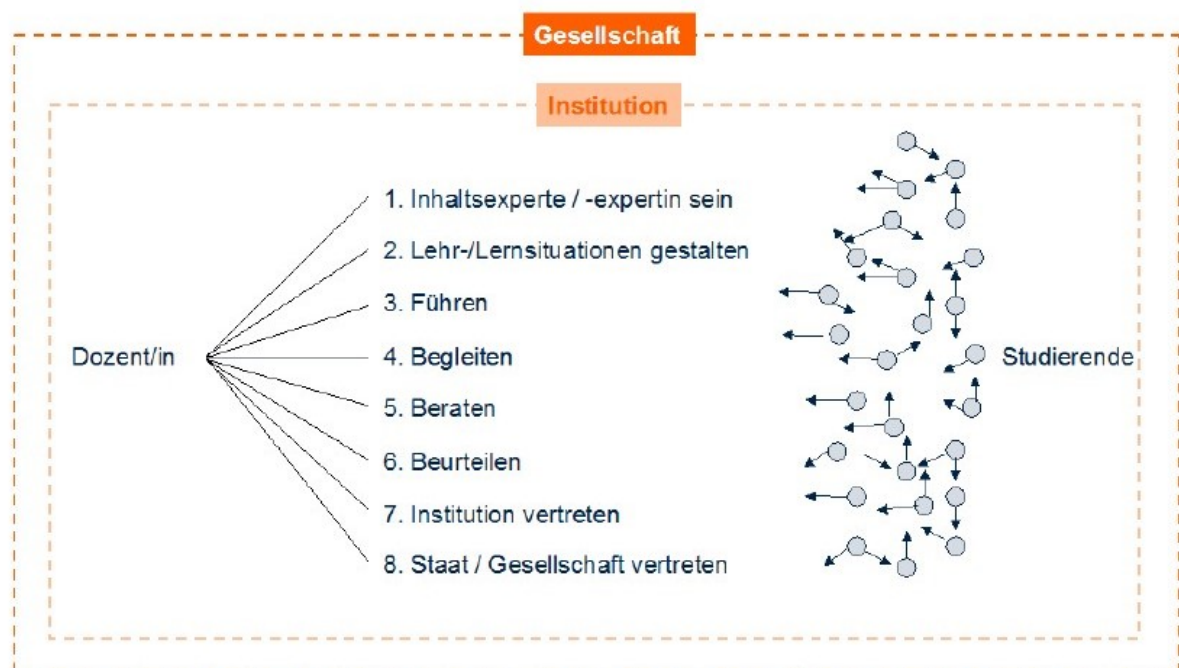 Gesellschaft
Institution
1. Inhaltsexperte / -expertin sein
2. Lehr-/Lernsituationen gestalten
3. Führen
Dozent/in
4. Begleiten
Studierende
5. Beraten
6. Beurteilen
7. Institution vertreten
8. Staat / Gesellschaft vertreten